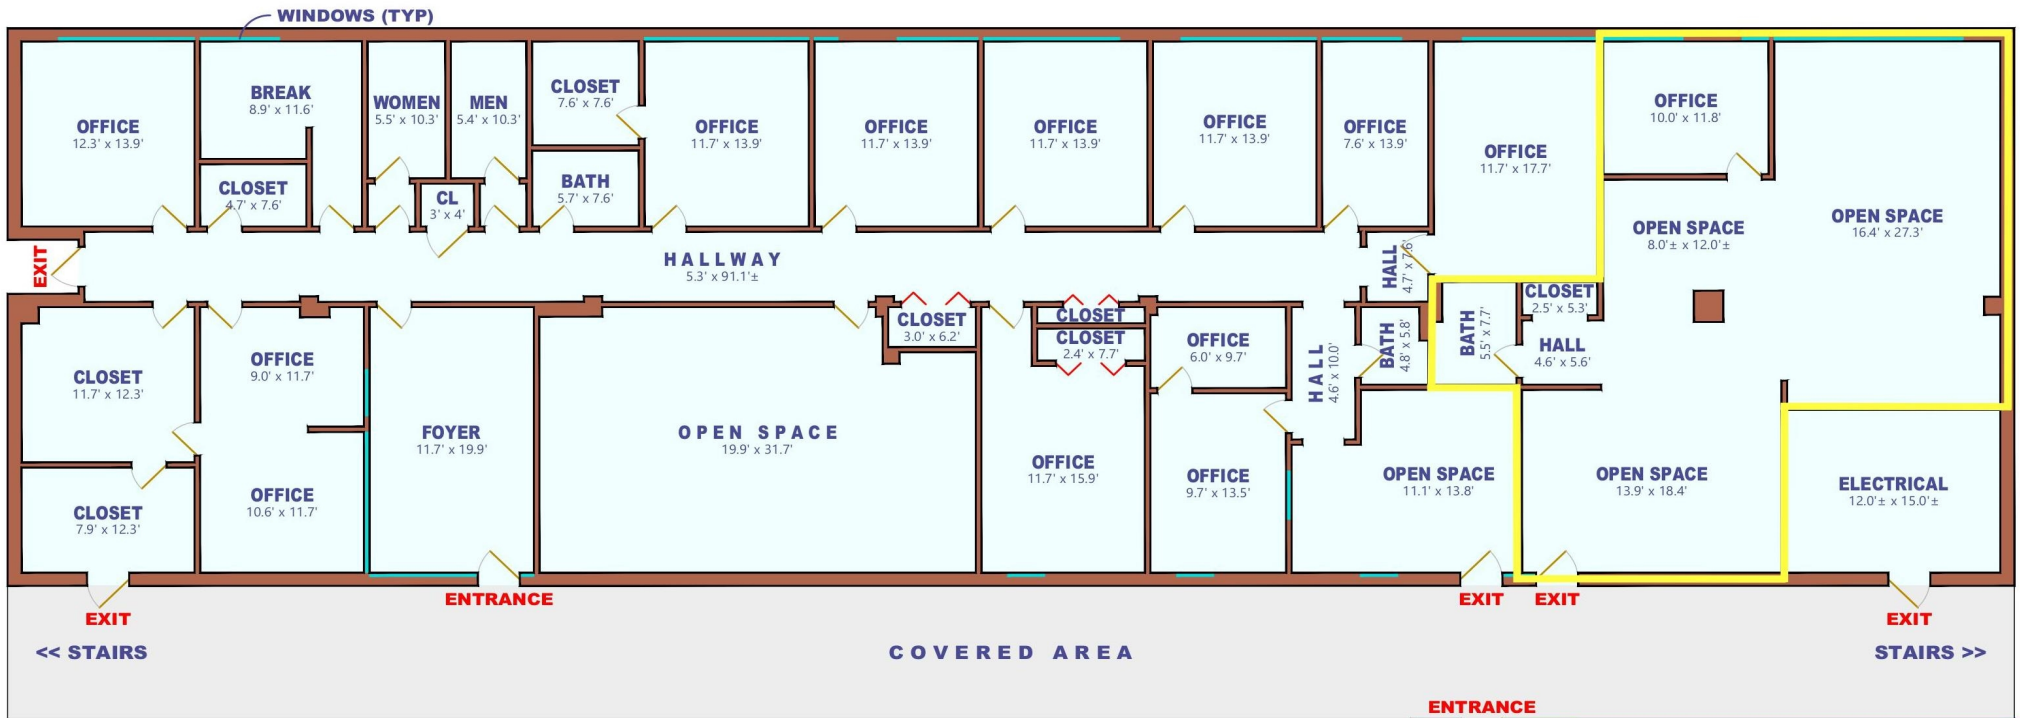 WINDOWS (TYP)
OFFICE
12.3' x 13.9'
BREAK
8.9' x 11.6'
CLOSET
4.7' x 7.6'
WOMEN
5.5' x 10.3'
MEN
5.4' x 10.3'
CL
3' x 4'
CLOSET
7.6' x 7.6'
BATH
5.7' x 7.6'
OFFICE
11.7' x 13.9'
OFFICE
11.7' x 13.9'
OFFICE
11.7' x 13.9'
OFFICE
11.7' x 13.9'
OFFICE
7.6' x 13.9'
OFFICE
11.7' x 17.7'
OFFICE
10.0' x 11.8'
OPEN SPACE
8.0'± x 12.0'±
OPEN SPACE
16.4' x 27.3'
EXIT
HALLWAY
5.3' x 91.1'±
HALL
4.7' x 7.6'
CLOSET
11.7' x 12.3'
OFFICE
9.0' x 11.7'
FOYER
11.7' x 19.9'
OPEN SPACE
19.9' x 31.7'
CLOSET
3.0' x 6.2'
CLOSET
CLOSET
2.4' x 7.7'
OFFICE
6.0' x 9.7'
HALL
4.6' x 10.0'
BATH
4.8' x 5.8'
BATH
5.5' x 7.7'
CLOSET
2.5' x 5.3'
HALL
4.6' x 5.6'
CLOSET
7.9' x 12.3'
OFFICE
10.6' x 11.7'
OFFICE
11.7' x 15.9'
OFFICE
9.7' x 13.5'
OPEN SPACE
11.1' x 13.8'
OPEN SPACE
13.9' x 18.4'
ELECTRICAL
12.0'± x 15.0'±
EXIT
ENTRANCE
EXIT
EXIT
EXIT
<< STAIRS
COVERED AREA
STAIRS >>
ENTRANCE